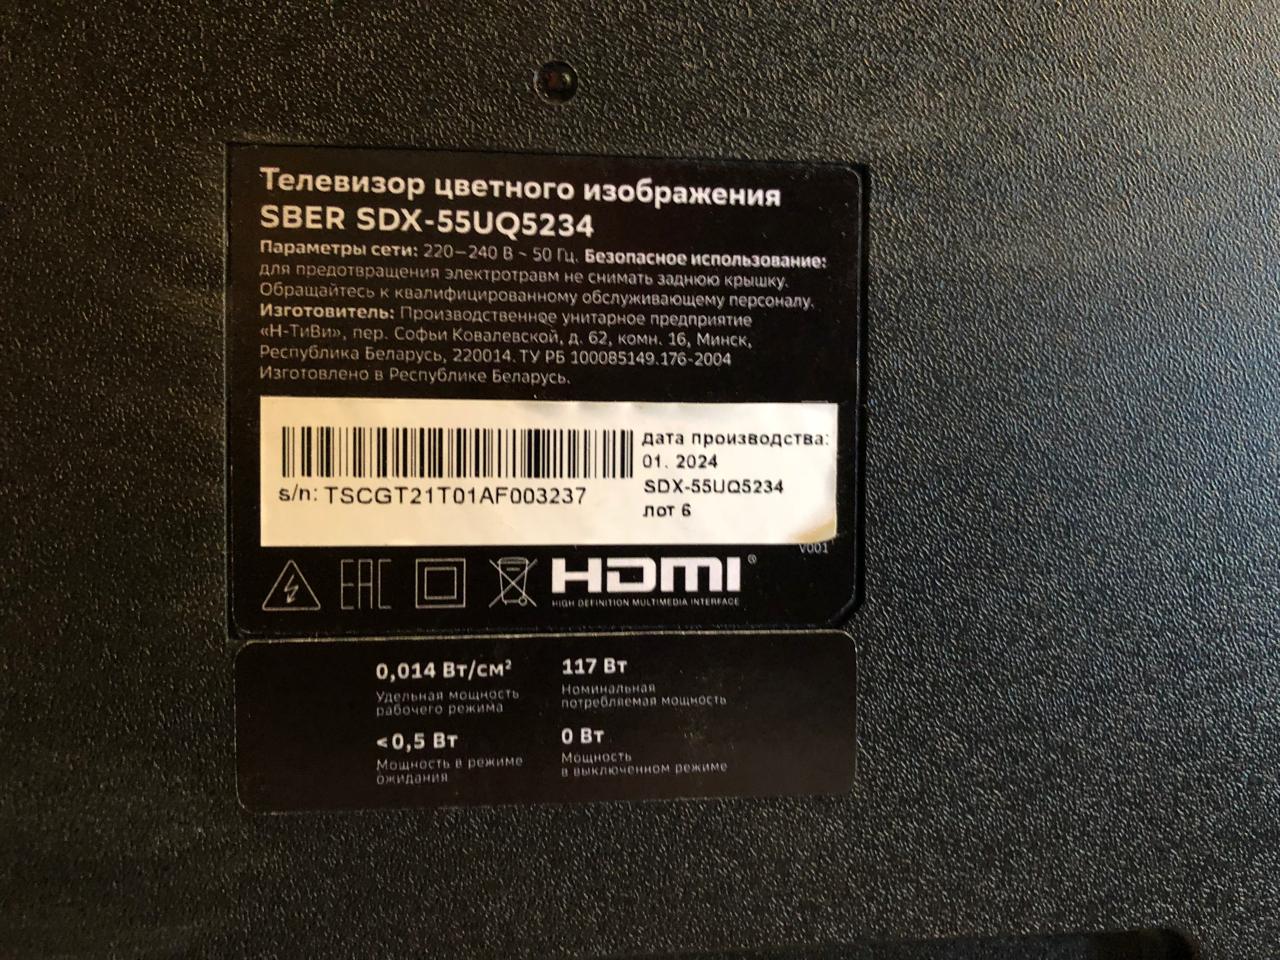 Телевизор цветного изображения
SBER SDX-55UQ5234
Параметры сети: 220–240 В ~ 50 Гц. Безопасное использование:
для предотвращения электротравм не снимать заднюю крышку.
Обращайтесь к квалифицированному обслуживающему персоналу.
Изготовитель: Производственное унитарное предприятие
«Н-ТиВи», пер. Софьи Ковалевской, д. 62, комн. 16, Минск,
Республика Беларусь, 220014. ТУ РБ 100085149.176-2004
Изготовлено в Республике Беларусь.
дата производства:
01. 2024
s/n: TSCGT21T01AF003237
SDX-55UQ5234
лот 6
V001
EAC
HDMI®
HIGH DEFINITION MULTIMEDIA INTERFACE
0,014 Вт/см²
Удельная мощность
рабочего режима
117 Вт
Номинальная
потребляемая мощность
<0,5 Вт
Мощность в режиме
ожидания
0 Вт
Мощность
в выключенном режиме